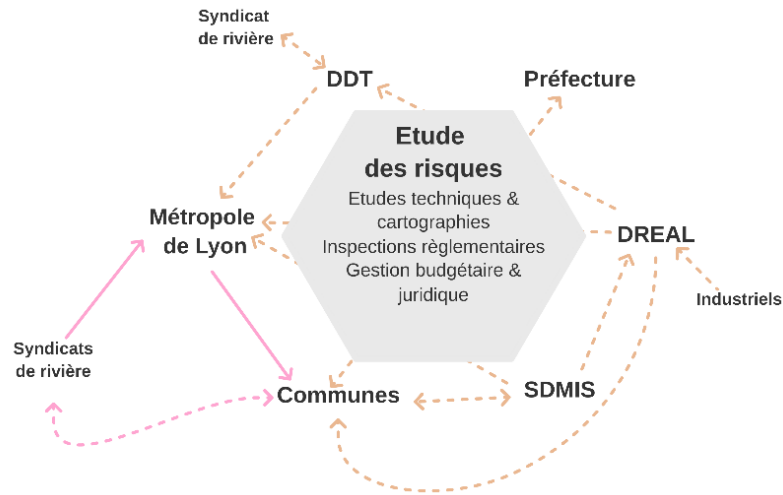 Syndicat
de rivière
DDT
Préfecture
Etude
des risques
Etudes techniques &
cartographies
Inspections règlementaires
Gestion budgétaire &
juridique
Métropole
de Lyon
DREAL
Industriels
Syndicats
de rivière
Communes
SDMIS